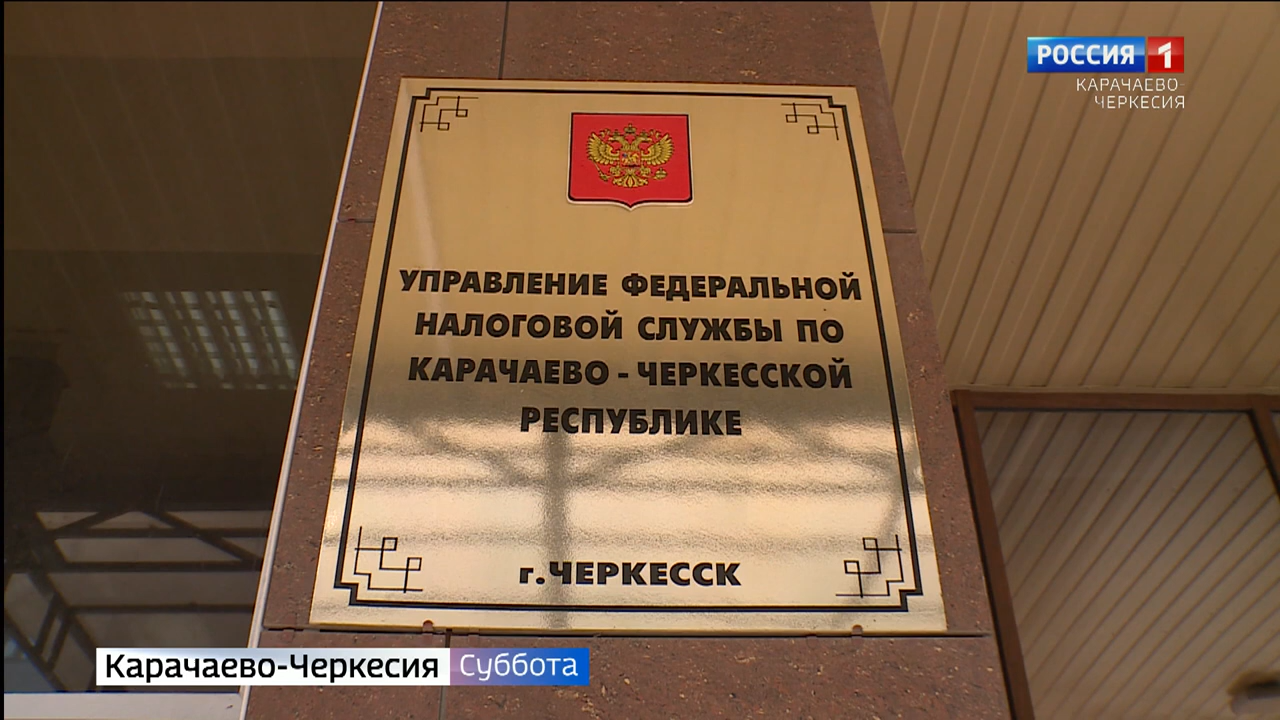 РОССИЯ 1
КАРАЧАЕВО-
ЧЕРКЕСИЯ
УПРАВЛЕНИЕ ФЕДЕРАЛЬНОЙ
НАЛОГОВОЙ СЛУЖБЫ ПО
КАРАЧАЕВО - ЧЕРКЕССКОЙ
РЕСПУБЛИКЕ
г.ЧЕРКЕССК
Карачаево-Черкесия Суббота